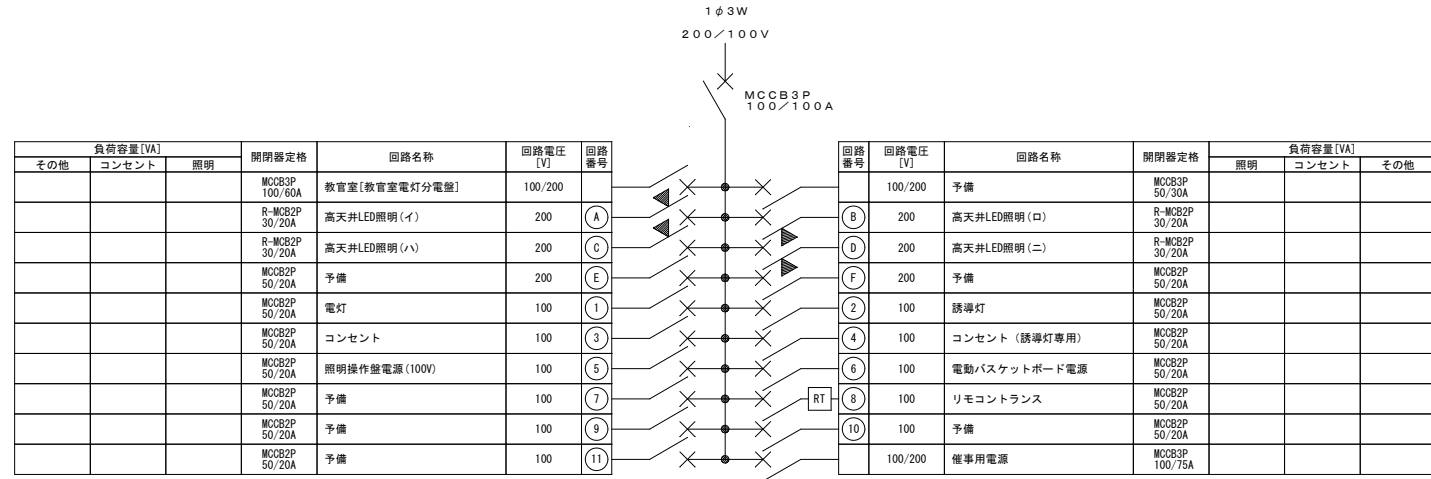 1φ3W
200/100V
MCCB3P
100/100A
負荷容量[VA] 開閉器定格 回路名称 回路電圧[V] 回路番号
その他 コンセント 照明
MCCB3P 100/60A 教官室[教官室電灯分電盤] 100/200
R-MCB2P 30/20A 高天井LED照明(イ) 200 A
R-MCB2P 30/20A 高天井LED照明(ハ) 200 C
MCCB2P 50/20A 予備 200 E
MCCB2P 50/20A 電灯 100 1
MCCB2P 50/20A コンセント 100 3
MCCB2P 50/20A 照明操作盤電源(100V) 100 5
MCCB2P 50/20A 予備 100 7
MCCB2P 50/20A 予備 100 9
MCCB2P 50/20A 予備 100 11
回路番号 回路電圧[V] 回路名称 開閉器定格 負荷容量[VA]
照明 コンセント その他
100/200 予備 MCCB3P 50/30A
B 200 高天井LED照明(ロ) R-MCB2P 30/20A
D 200 高天井LED照明(ニ) R-MCB2P 30/20A
F 200 予備 MCCB2P 50/20A
2 100 誘導灯 MCCB2P 50/20A
4 100 コンセント（誘導灯専用） MCCB2P 50/20A
6 100 電動バスケットボード電源 MCCB2P 50/20A
RT 8 100 リモコントランス MCCB2P 50/20A
10 100 予備 MCCB2P 50/20A
100/200 催事用電源 MCCB3P 100/75A